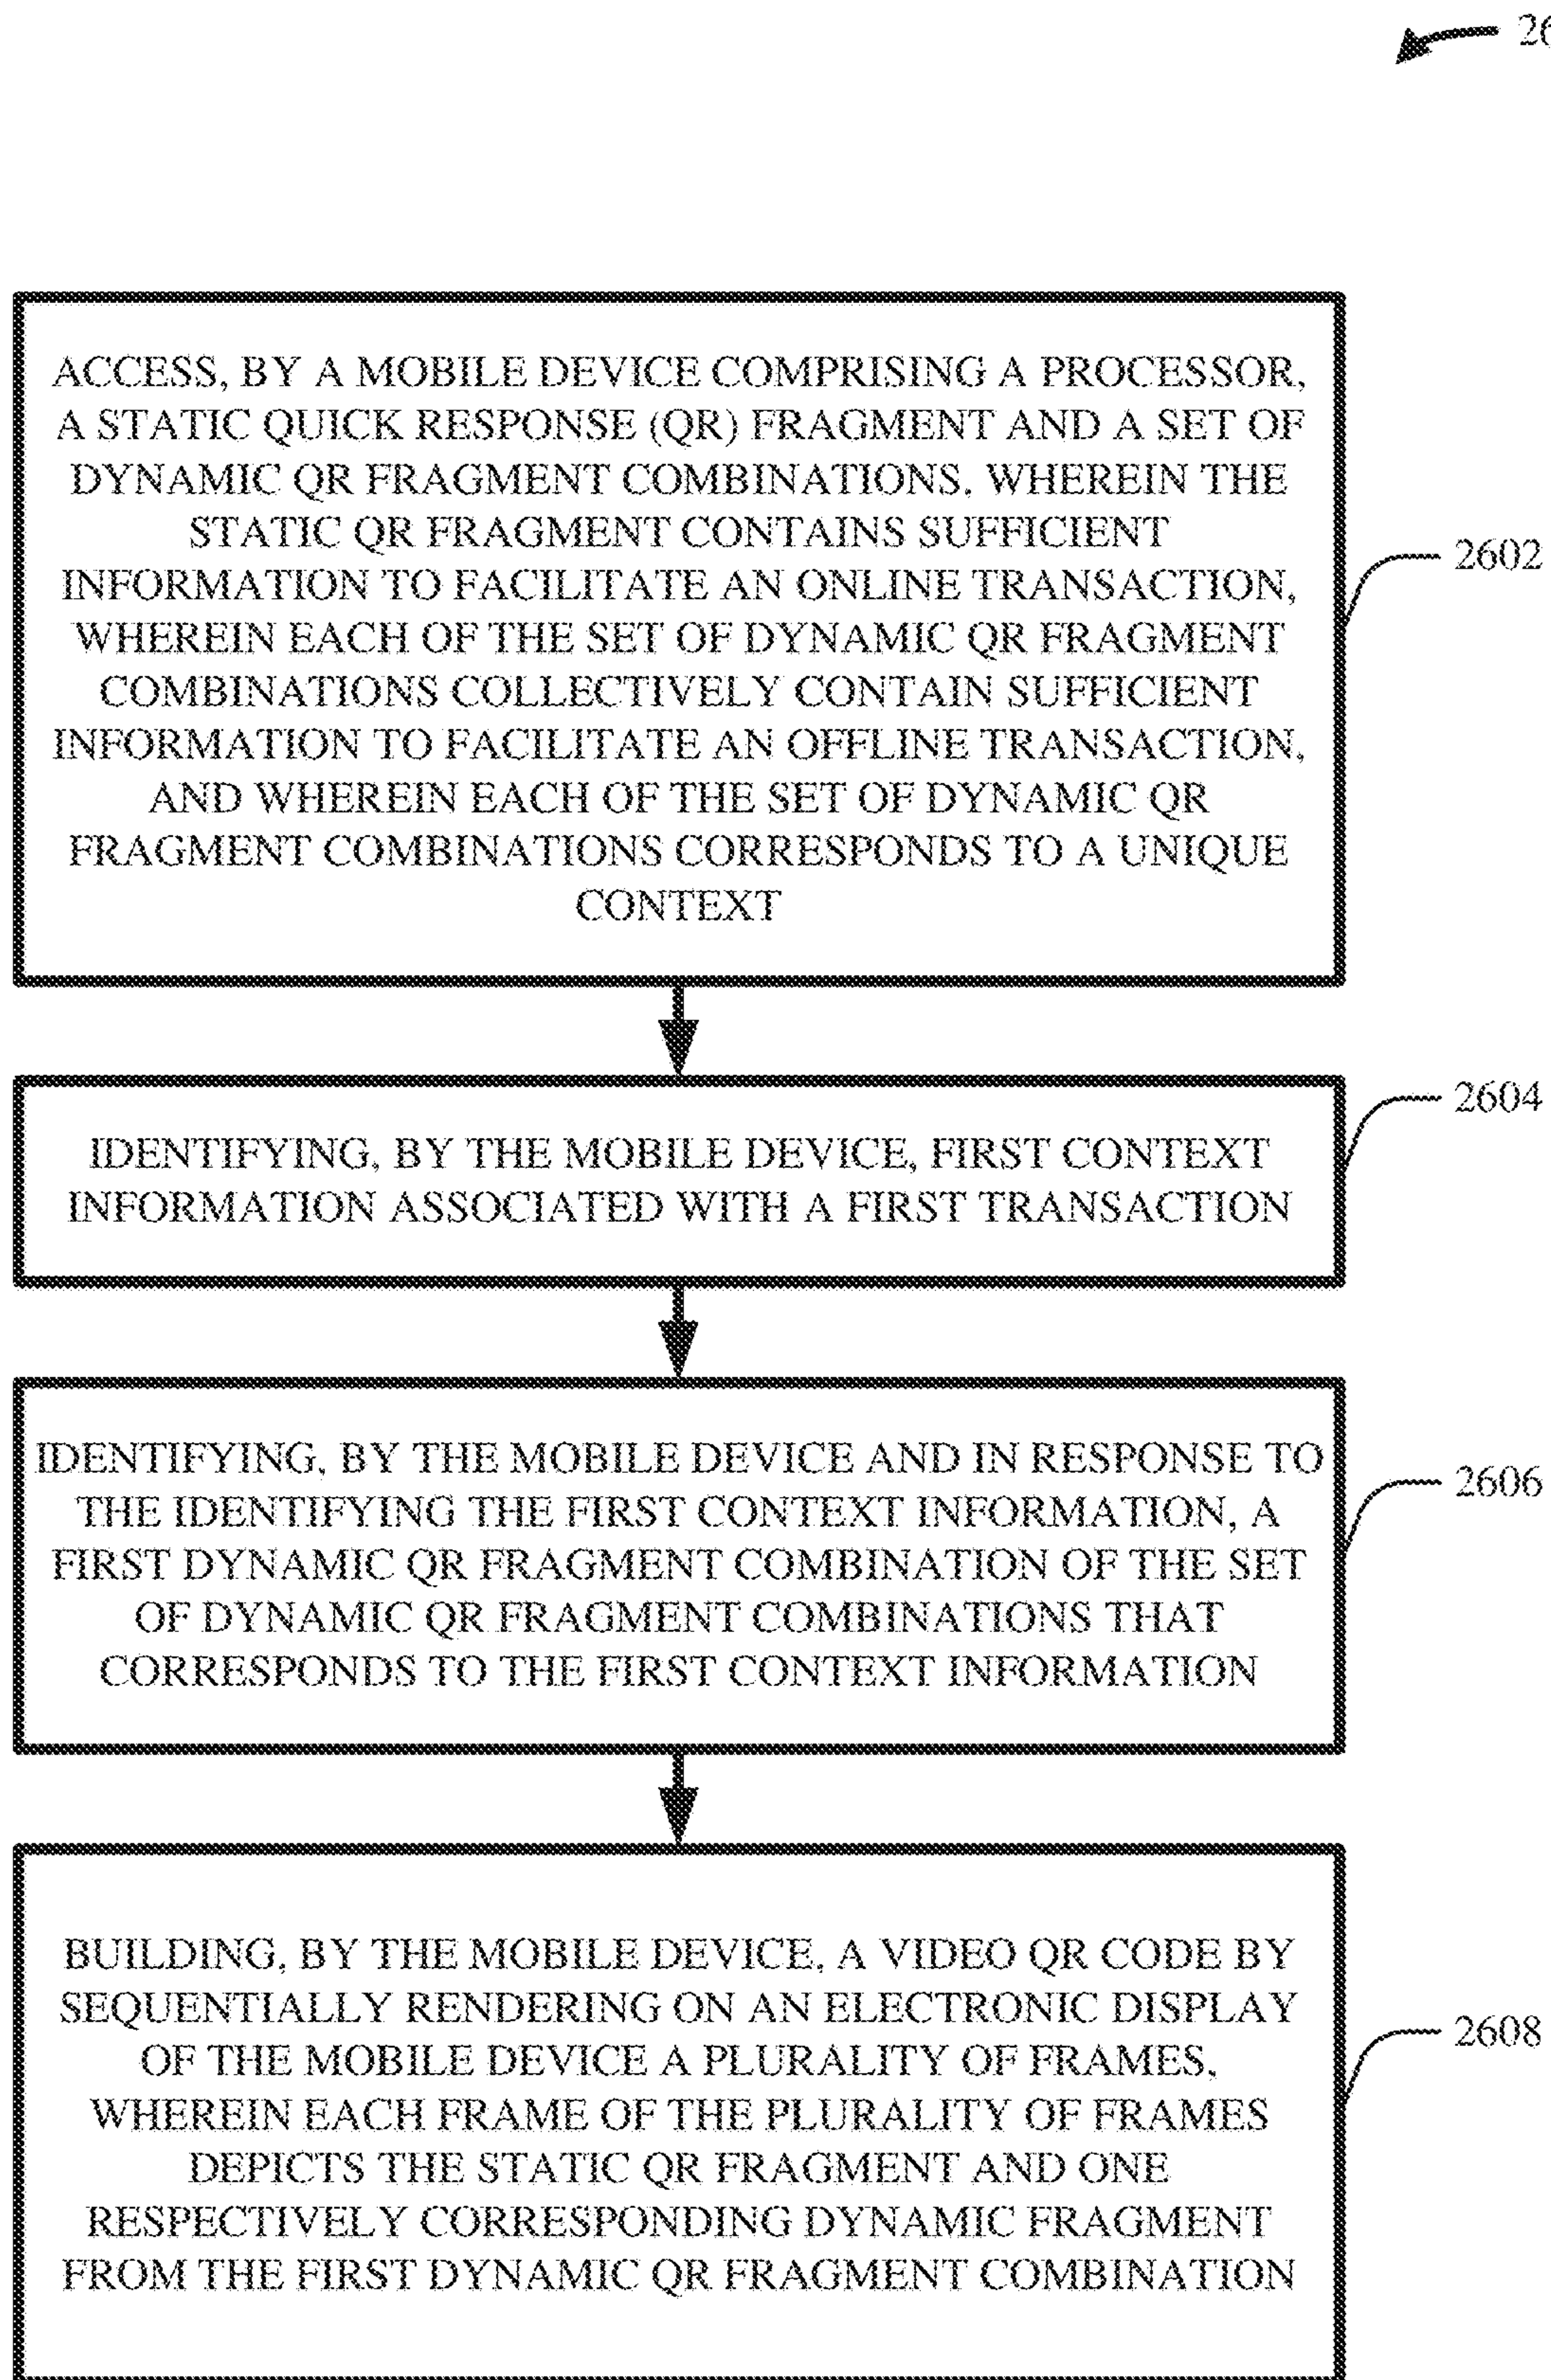 ACCESS, BY A MOBILE DEVICE COMPRISING A PROCESSOR,
A STATIC QUICK RESPONSE (QR) FRAGMENT AND A SET OF
DYNAMIC QR FRAGMENT COMBINATIONS, WHEREIN THE
STATIC QR FRAGMENT CONTAINS SUFFICIENT
INFORMATION TO FACILITATE AN ONLINE TRANSACTION,
WHEREIN EACH OF THE SET OF DYNAMIC QR FRAGMENT
COMBINATIONS COLLECTIVELY CONTAIN SUFFICIENT
INFORMATION TO FACILITATE AN OFFLINE TRANSACTION,
AND WHEREIN EACH OF THE SET OF DYNAMIC QR
FRAGMENT COMBINATIONS CORRESPONDS TO A UNIQUE
CONTEXT
2602
IDENTIFYING, BY THE MOBILE DEVICE, FIRST CONTEXT
INFORMATION ASSOCIATED WITH A FIRST TRANSACTION
2604
IDENTIFYING, BY THE MOBILE DEVICE AND IN RESPONSE TO
THE IDENTIFYING THE FIRST CONTEXT INFORMATION, A
FIRST DYNAMIC QR FRAGMENT COMBINATION OF THE SET
OF DYNAMIC QR FRAGMENT COMBINATIONS THAT
CORRESPONDS TO THE FIRST CONTEXT INFORMATION
2606
BUILDING, BY THE MOBILE DEVICE, A VIDEO QR CODE BY
SEQUENTIALLY RENDERING ON AN ELECTRONIC DISPLAY
OF THE MOBILE DEVICE A PLURALITY OF FRAMES,
WHEREIN EACH FRAME OF THE PLURALITY OF FRAMES
DEPICTS THE STATIC QR FRAGMENT AND ONE
RESPECTIVELY CORRESPONDING DYNAMIC FRAGMENT
FROM THE FIRST DYNAMIC QR FRAGMENT COMBINATION
2608